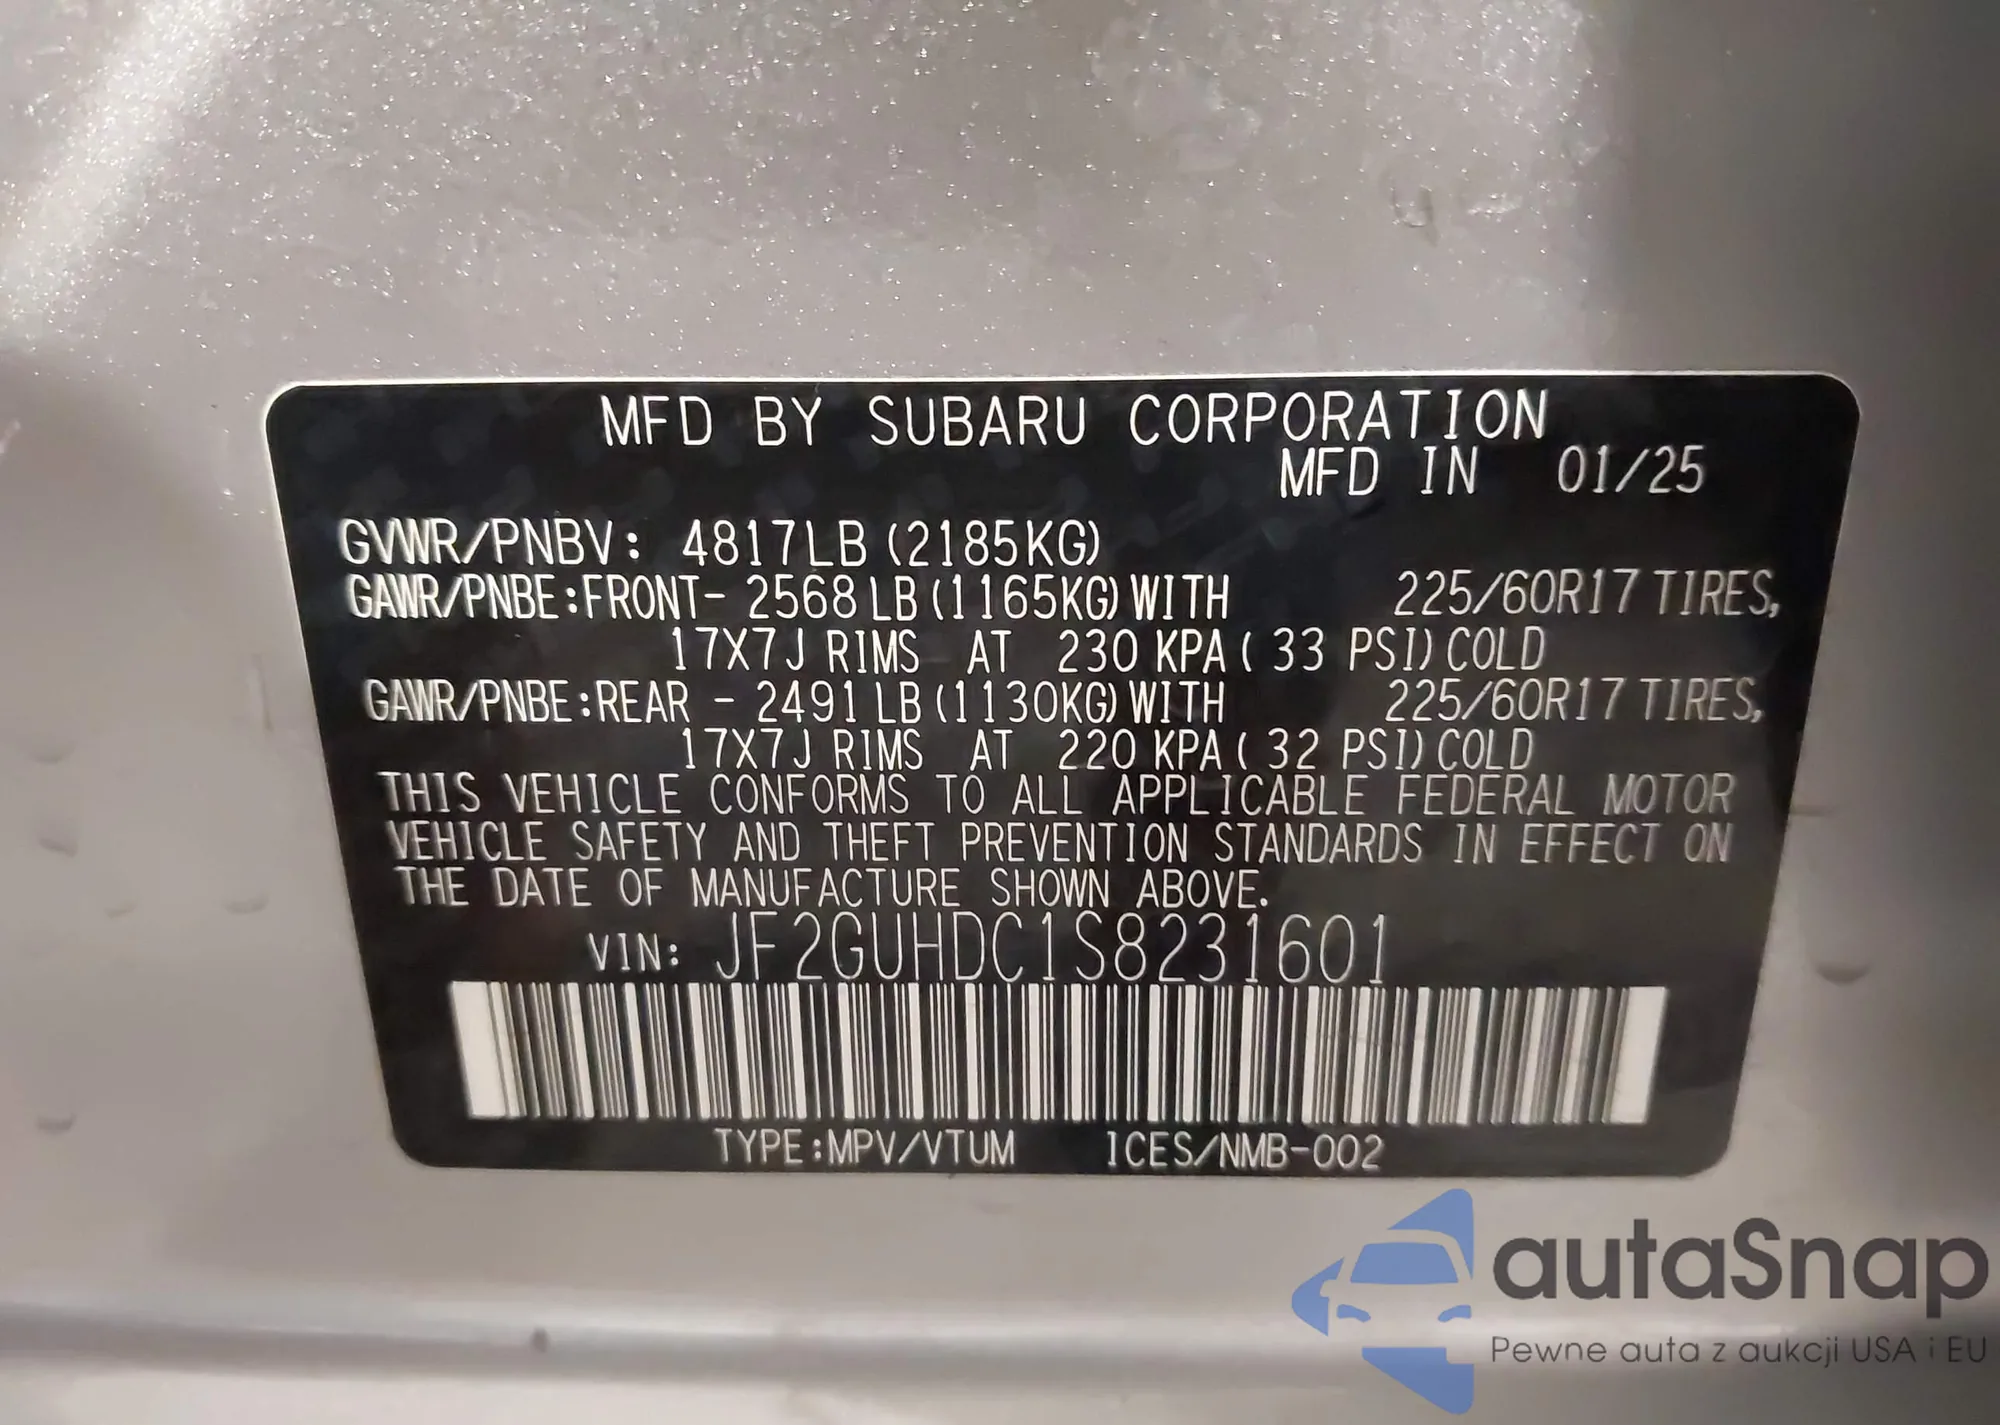 MFD BY SUBARU CORPORATION
MFD IN 01/25
GVWR/PNBV: 4817LB (2185KG)
GAWR/PNBE:FRONT- 2568LB(1165KG)WITH 225/60R17 TIRES,
17X7J RIMS AT 230 KPA( 33 PSI)COLD
GAWR/PNBE:REAR - 2491LB(1130KG)WITH 225/60R17 TIRES,
17X7J RIMS AT 220 KPA( 32 PSI)COLD
THIS VEHICLE CONFORMS TO ALL APPLICABLE FEDERAL MOTOR
VEHICLE SAFETY AND THEFT PREVENTION STANDARDS IN EFFECT ON
THE DATE OF MANUFACTURE SHOWN ABOVE.
VIN: JF2GUHDC1S8231601
TYPE:MPV/VTUM ICES/NMB-002
autaSnap
Pewne auta z aukcji USA i EU